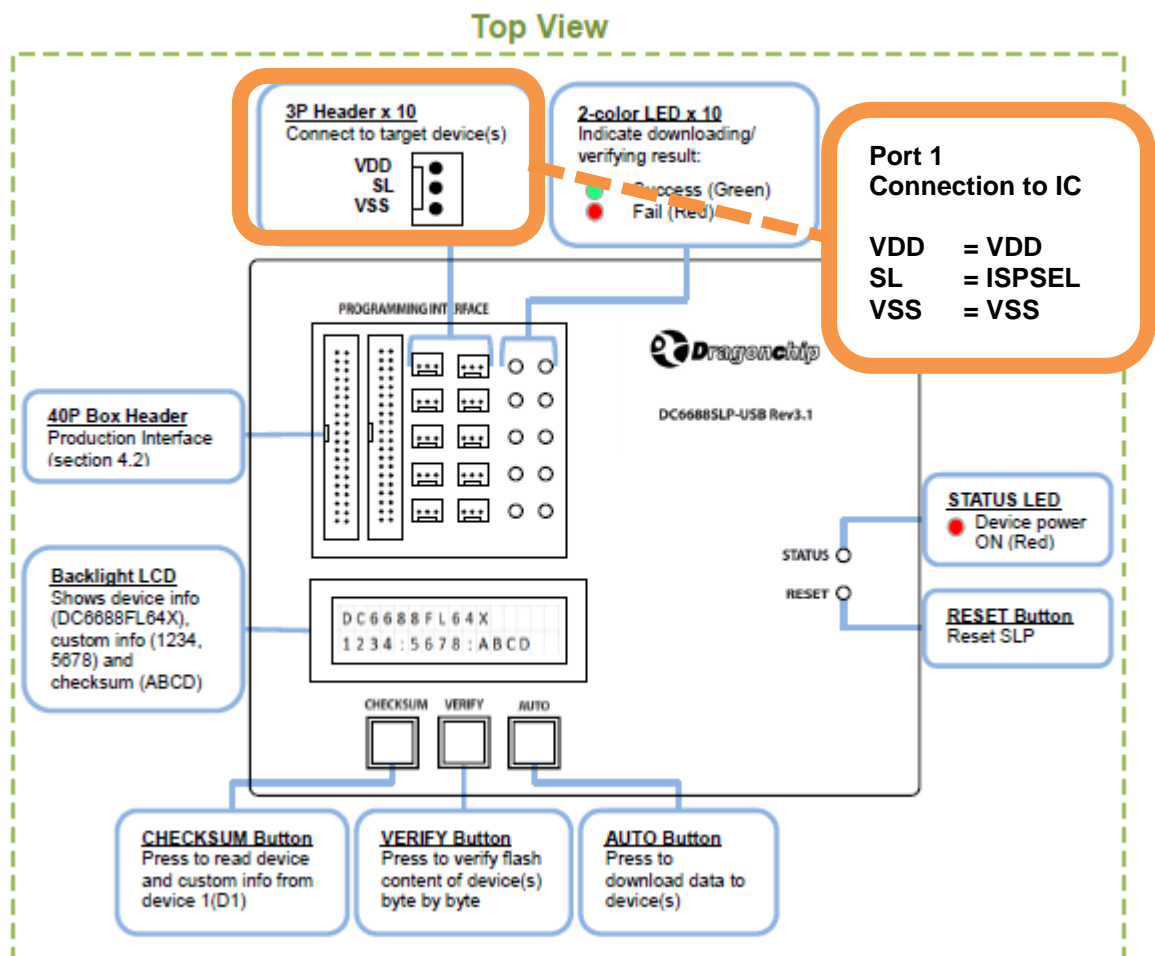 Top View
3P Header x 10
Connect to target device(s)
VDD
SL
VSS
2-color LED x 10
Indicate downloading/
verifying result:
Success (Green)
Fail (Red)
Port 1
Connection to IC
VDD = VDD
SL = ISPSEL
VSS = VSS
PROGRAMMING INTERFACE
Dragonchip
DC6688SLP-USB Rev3.1
40P Box Header
Production Interface
(section 4.2)
STATUS LED
Device power
ON (Red)
STATUS
RESET
RESET Button
Reset SLP
Backlight LCD
Shows device info
(DC6688FL64X),
custom info (1234,
5678) and
checksum (ABCD)
DC6688FL64X
1234:5678:ABCD
CHECKSUM VERIFY AUTO
CHECKSUM Button
Press to read device
and custom info from
device 1(D1)
VERIFY Button
Press to verify flash
content of device(s)
byte by byte
AUTO Button
Press to
download data to
device(s)